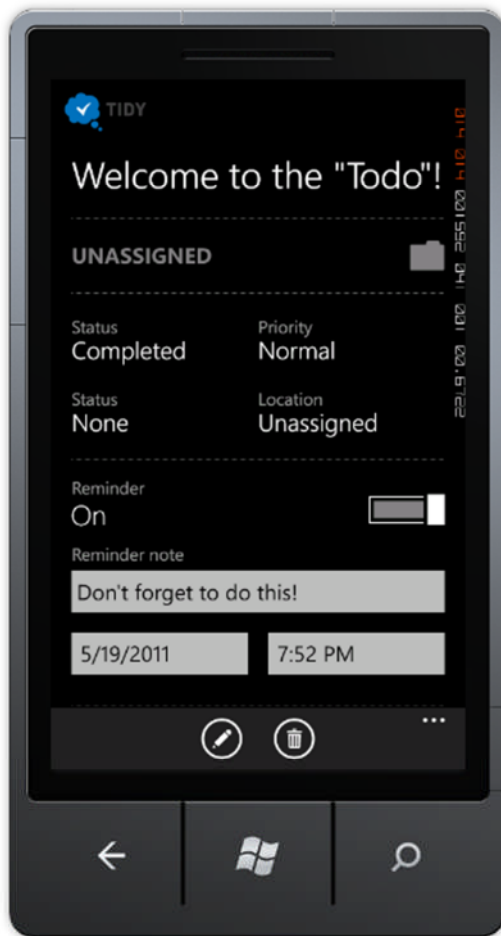 TIDY
Welcome to the "Todo"!
UNASSIGNED
Status Priority
Completed Normal
Status Location
None Unassigned
Reminder
On
Reminder note
Don't forget to do this!
5/19/2011 7:52 PM